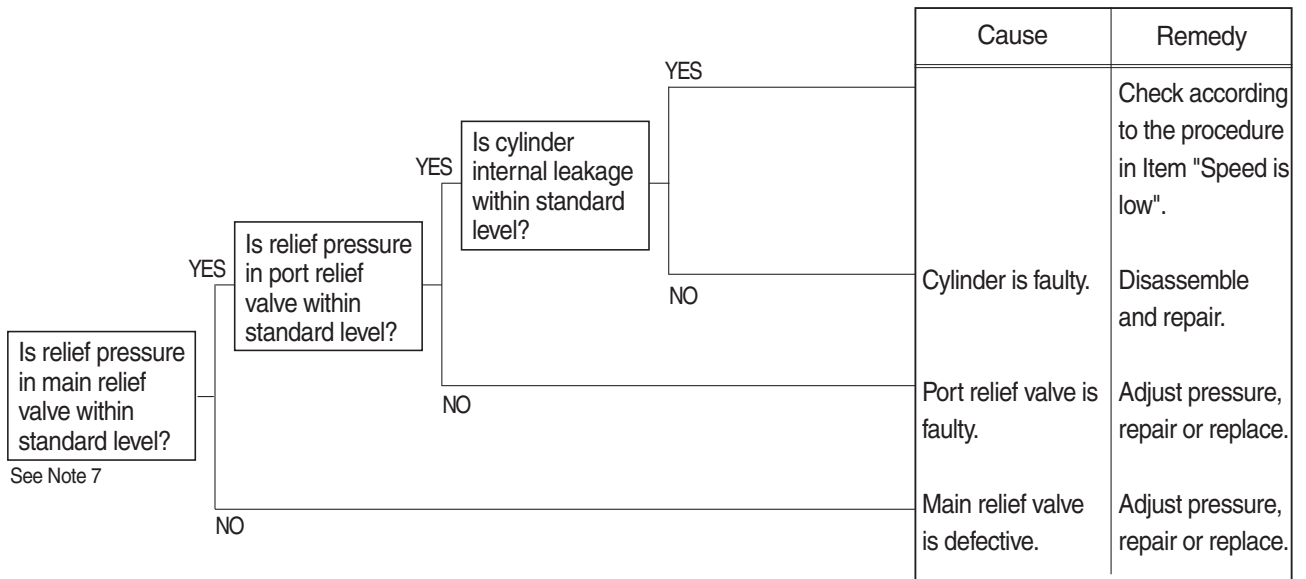 Cause
Remedy
YES
Check according
to the procedure
in Item "Speed is
low".
Is cylinder
internal leakage
within standard
level?
YES
Is relief pressure
in port relief
valve within
standard level?
YES
NO
Cylinder is faulty.
Disassemble
and repair.
Is relief pressure
in main relief
valve within
standard level?
See Note 7
NO
Port relief valve is
faulty.
Adjust pressure,
repair or replace.
NO
Main relief valve
is defective.
Adjust pressure,
repair or replace.